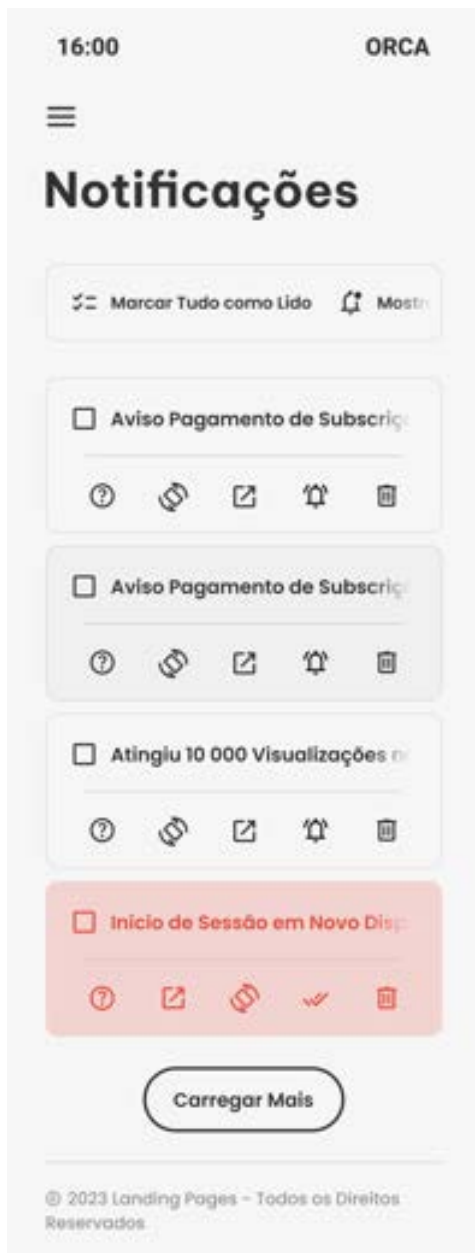 16:00 ORCA
Notificações
Marcar Tudo como Lido Mostr
Aviso Pagamento de Subscriç
Aviso Pagamento de Subscriç
Atingiu 10 000 Visualizações n
Início de Sessão em Novo Disp
Carregar Mais
© 2023 Landing Pages - Todos os Direitos
Reservados